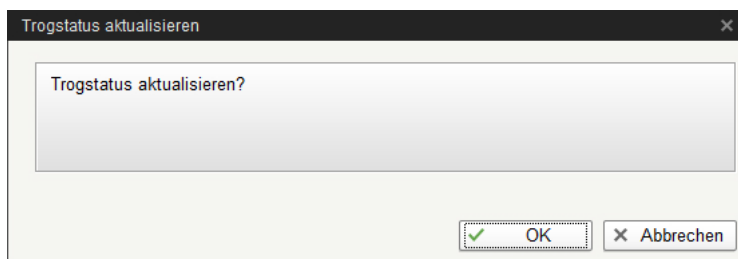 Trogstatus aktualisieren
Trogstatus aktualisieren?
OK
Abbrechen